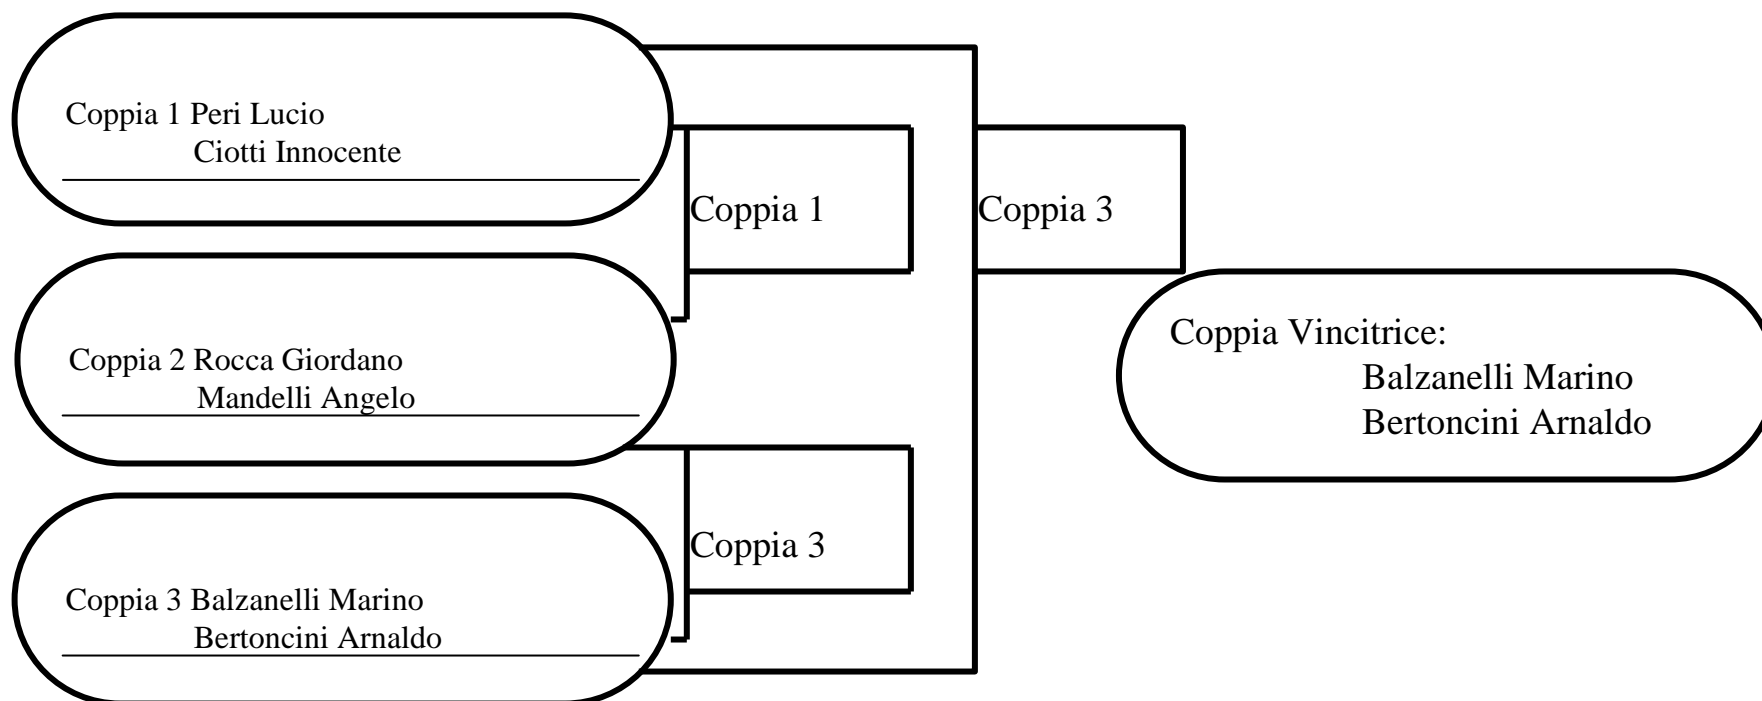 Coppia 1 Peri Lucio
Ciotti Innocente
Coppia 1
Coppia 3
Coppia 2 Rocca Giordano
Mandelli Angelo
Coppia Vincitrice:
Balzanelli Marino
Bertoncini Arnaldo
Coppia 3
Coppia 3 Balzanelli Marino
Bertoncini Arnaldo